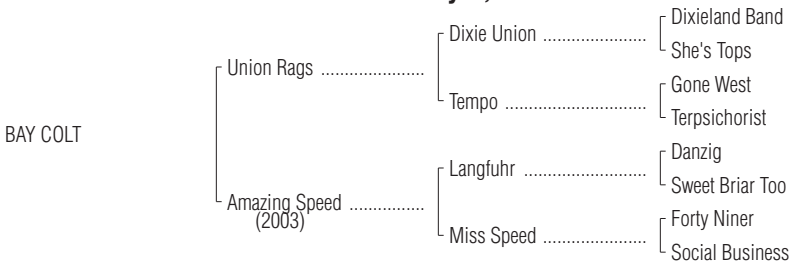 Dixieland Band
Dixie Union ......................
She's Tops
Union Rags ......................
Gone West
Tempo ..............................
Terpsichorist
BAY COLT
Danzig
Langfuhr ..........................
Sweet Briar Too
Amazing Speed ................
(2003)
Forty Niner
Miss Speed ......................
Social Business